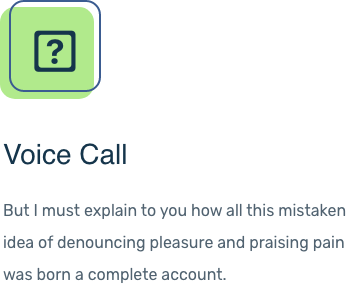 Voice Call
But I must explain to you how all this mistaken
idea of denouncing pleasure and praising pain
was born a complete account.